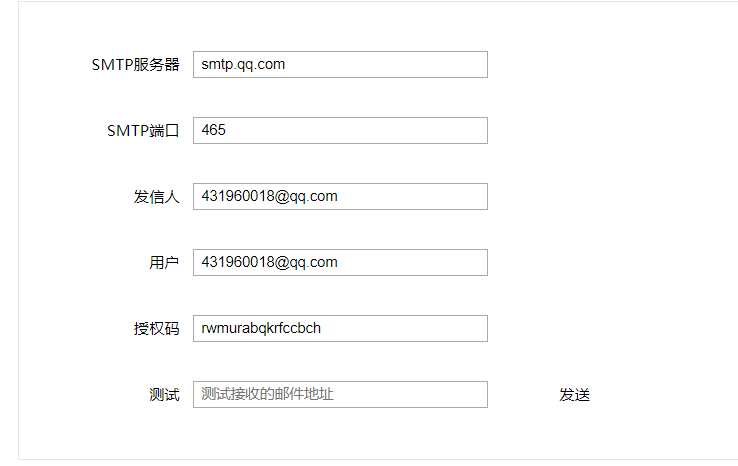 SMTP服务器 smtp.qq.com
SMTP端口 465
发信人 431960018@qq.com
用户 431960018@qq.com
授权码 rwmurabqkrfccbch
测试 测试接收的邮件地址 发送